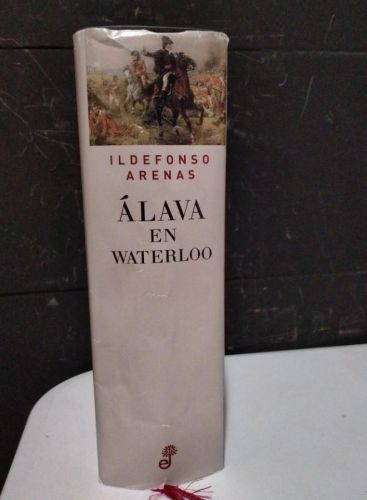 ILDEFONSO
ARENAS
ÁLAVA
EN
WATERLOO